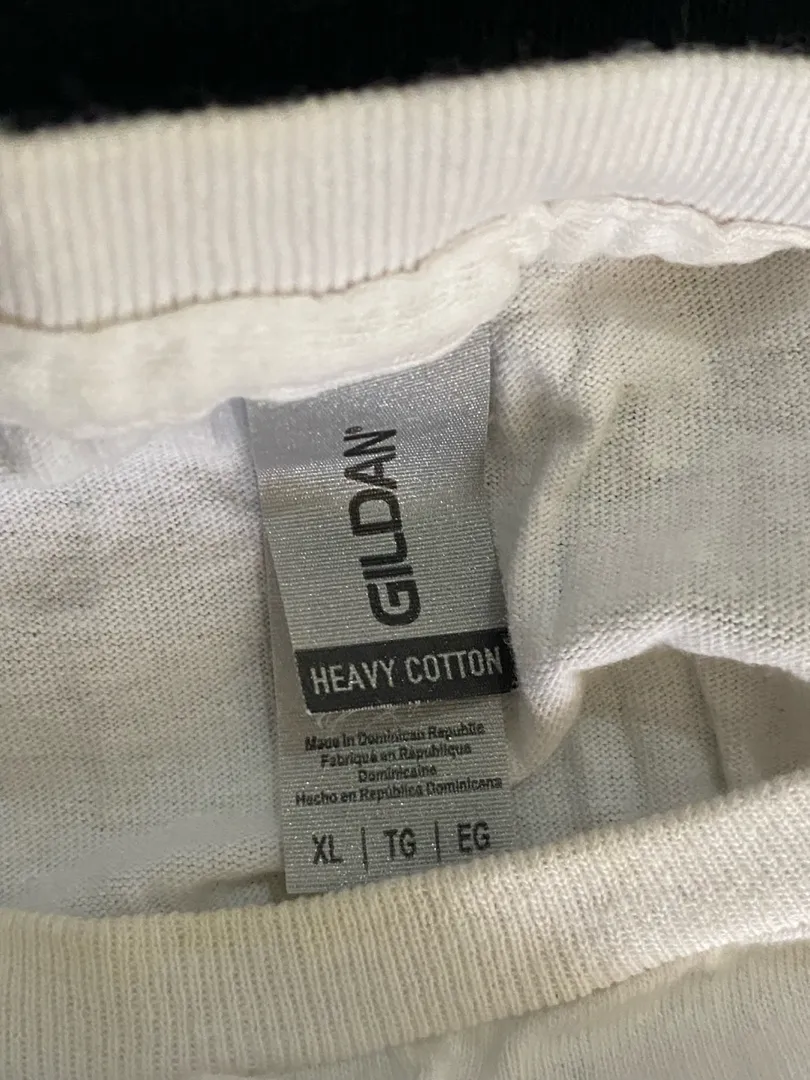 GILDAN®
HEAVY COTTON
Made in Dominican Republic
Fabriqué en République
Dominicaine
Hecho en República Dominicana
XL | TG | EG